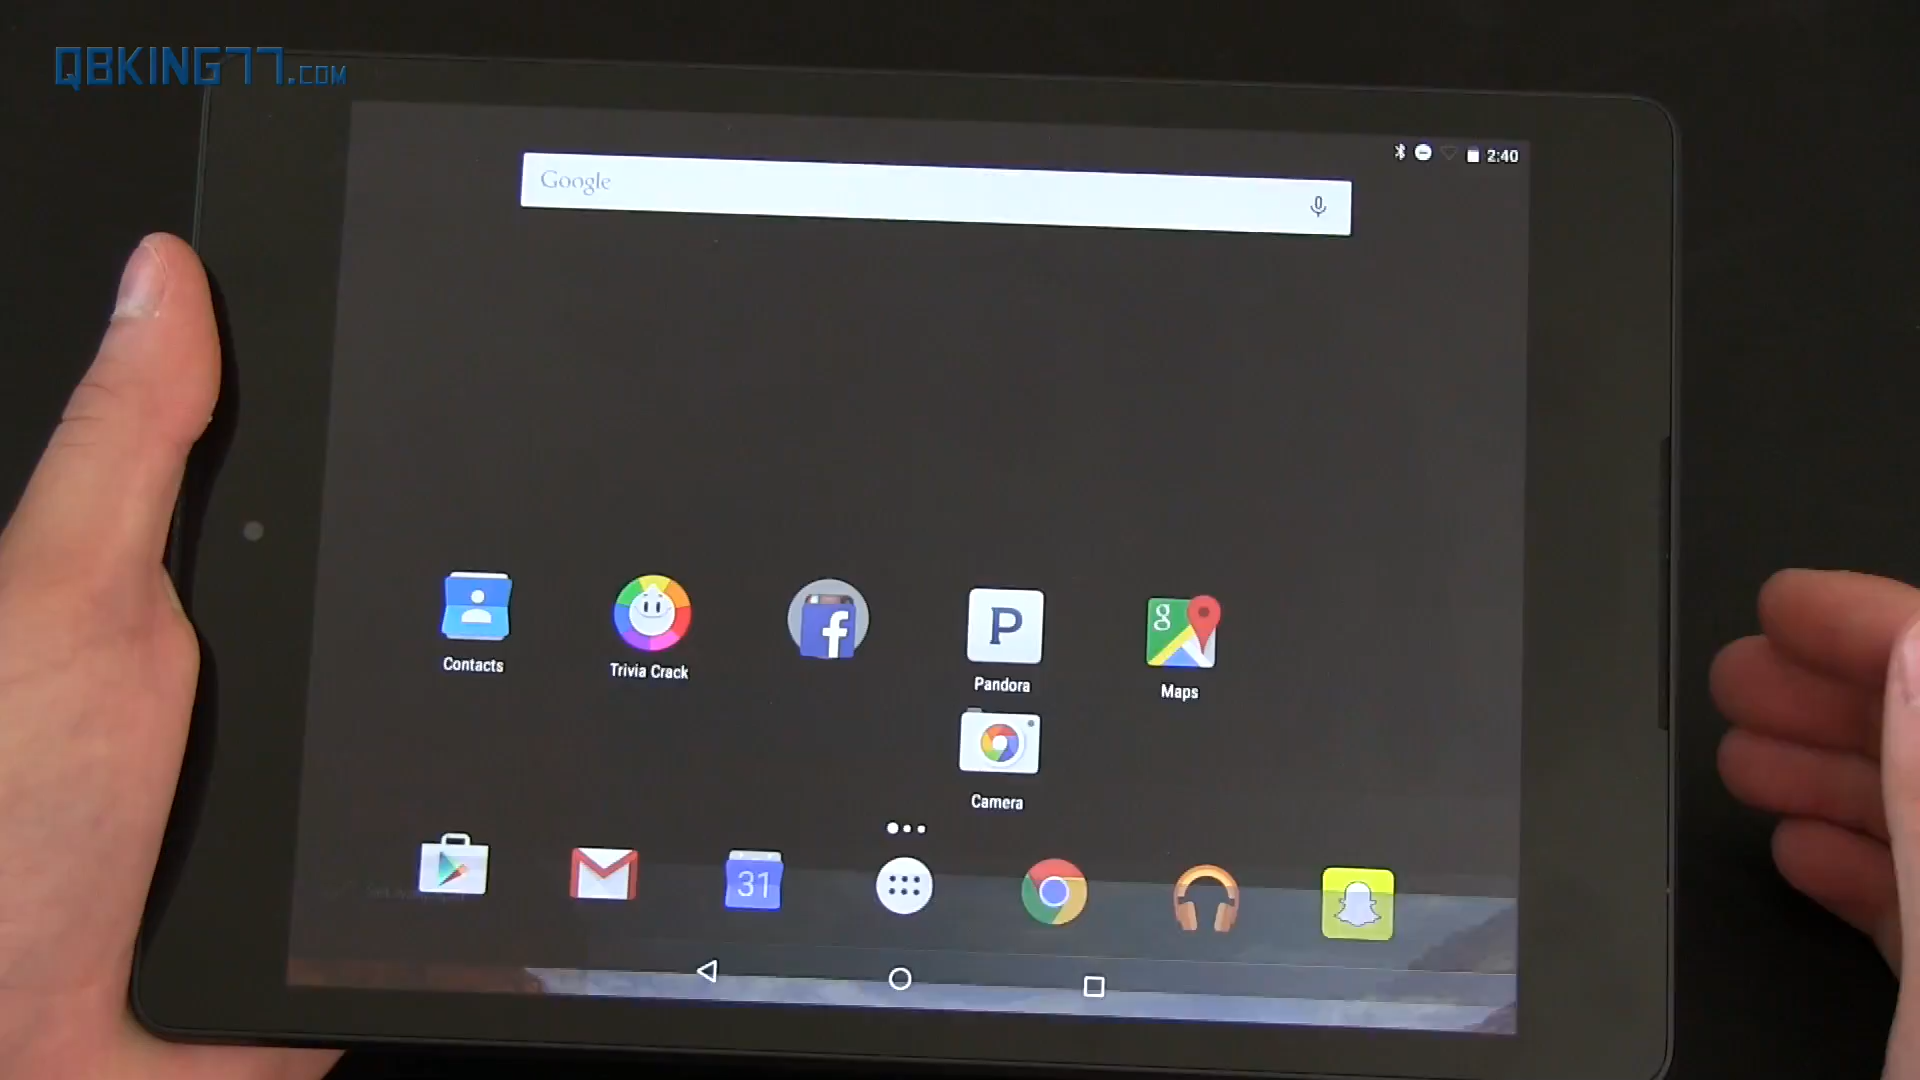 QBKING77.COM
2:40
Google
Contacts
Trivia Crack
f
P
Pandora
g
Maps
Camera
31